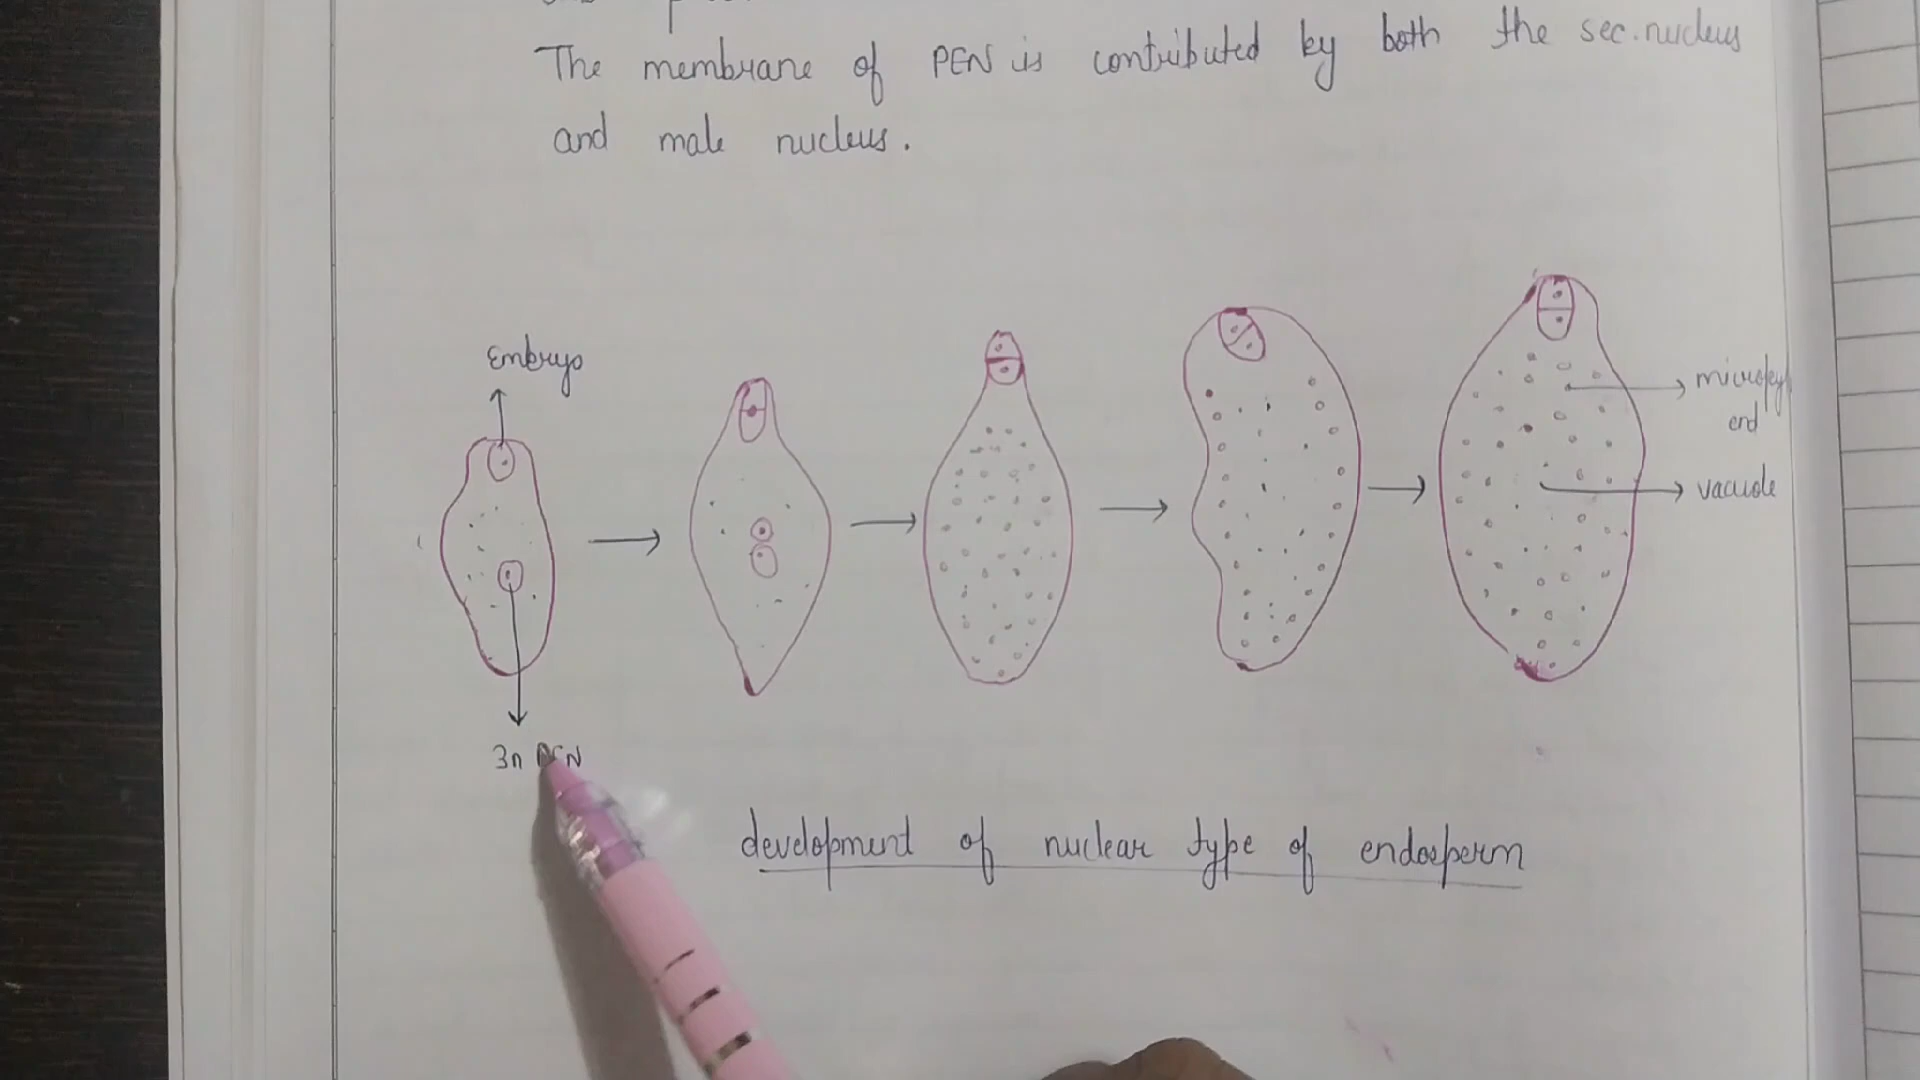 The membrane of PEN is contributed by both the sec. nucleus
and male nucleus.
Embryo
end
vacuole
3n PEN
development of nuclear type of endosperm